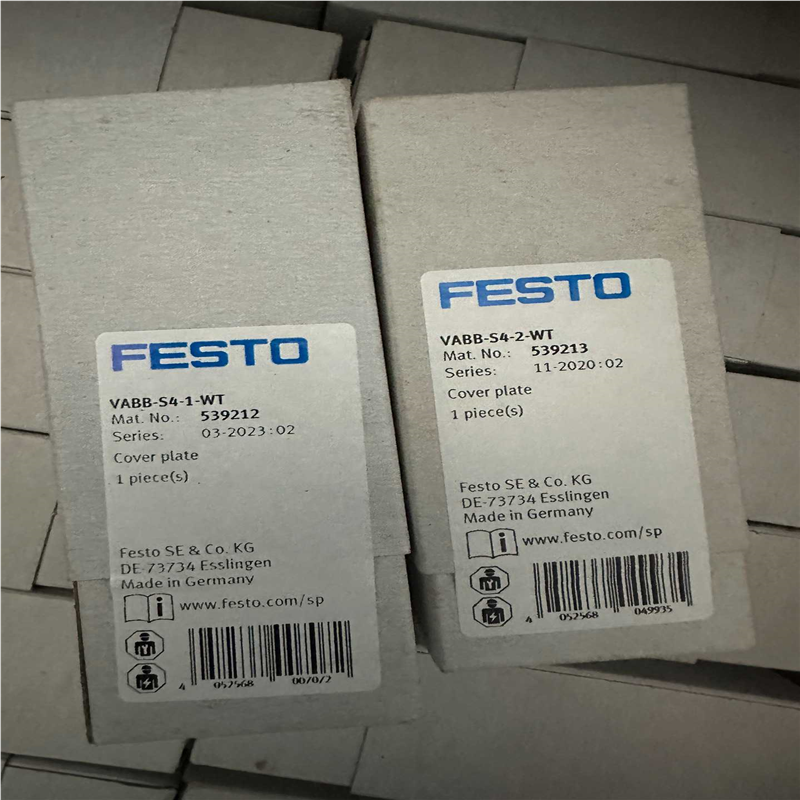 FESTO
VABB-S4-1-WT
Mat. No.: 539212
Series: 03-2023:02
Cover plate
1 piece(s)
Festo SE & Co. KG
DE-73734 Esslingen
Made in Germany
www.festo.com/sp
4 052568
FESTO
VABB-S4-2-WT
Mat. No.: 539213
Series: 11-2020:02
Cover plate
1 piece(s)
Festo SE & Co. KG
DE-73734 Esslingen
Made in Germany
www.festo.com/sp
4 052568 049935